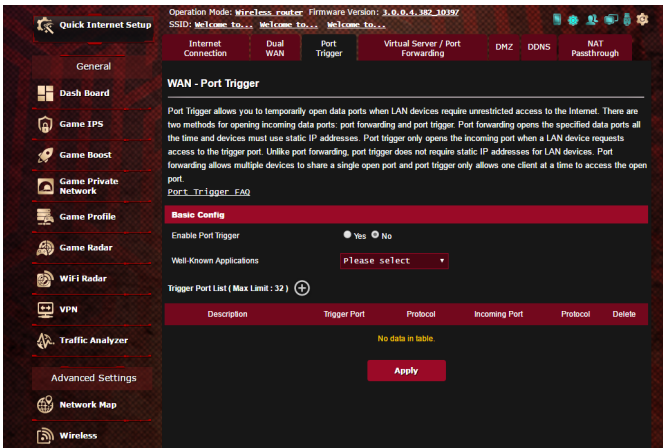 Quick Internet Setup
General
Dash Board
Game IPS
Game Boost
Game Private
Network
Game Profile
Game Radar
WiFi Radar
VPN
Traffic Analyzer
Advanced Settings
Network Map
Wireless
Operation Mode: Wireless router Firmware Version: 3.0.0.4.382_10397
SSID: Welcome to... Welcome to... Welcome to...
Internet Connection
Dual WAN
Port Trigger
Virtual Server / Port Forwarding
DMZ
DDNS
NAT Passthrough
WAN - Port Trigger
Port Trigger allows you to temporarily open data ports when LAN devices require unrestricted access to the Internet. There are
two methods for opening incoming data ports: port forwarding and port trigger. Port forwarding opens the specified data ports all
the time and devices must use static IP addresses. Port trigger only opens the incoming port when a LAN device requests
access to the trigger port. Unlike port forwarding, port trigger does not require static IP addresses for LAN devices. Port
forwarding allows multiple devices to share a single open port and port trigger only allows one client at a time to access the open
port.
Port Trigger FAQ
Basic Config
Enable Port Trigger Yes No
Well-Known Applications Please select
Trigger Port List ( Max Limit : 32 )
Description Trigger Port Protocol Incoming Port Protocol Delete
No data in table.
Apply